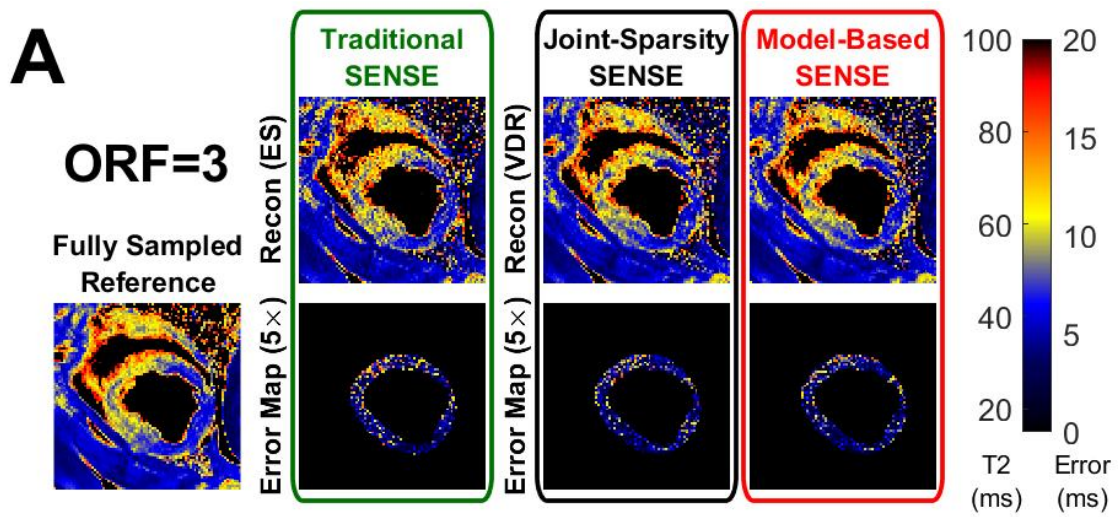 A
ORF=3
Fully Sampled
Reference
Traditional
SENSE
Joint-Sparsity
SENSE
Model-Based
SENSE
Recon (ES)
Error Map (5×)
Recon (VDR)
Error Map (5×)
100
80
60
40
20
T2
(ms)
20
15
10
5
0
Error
(ms)